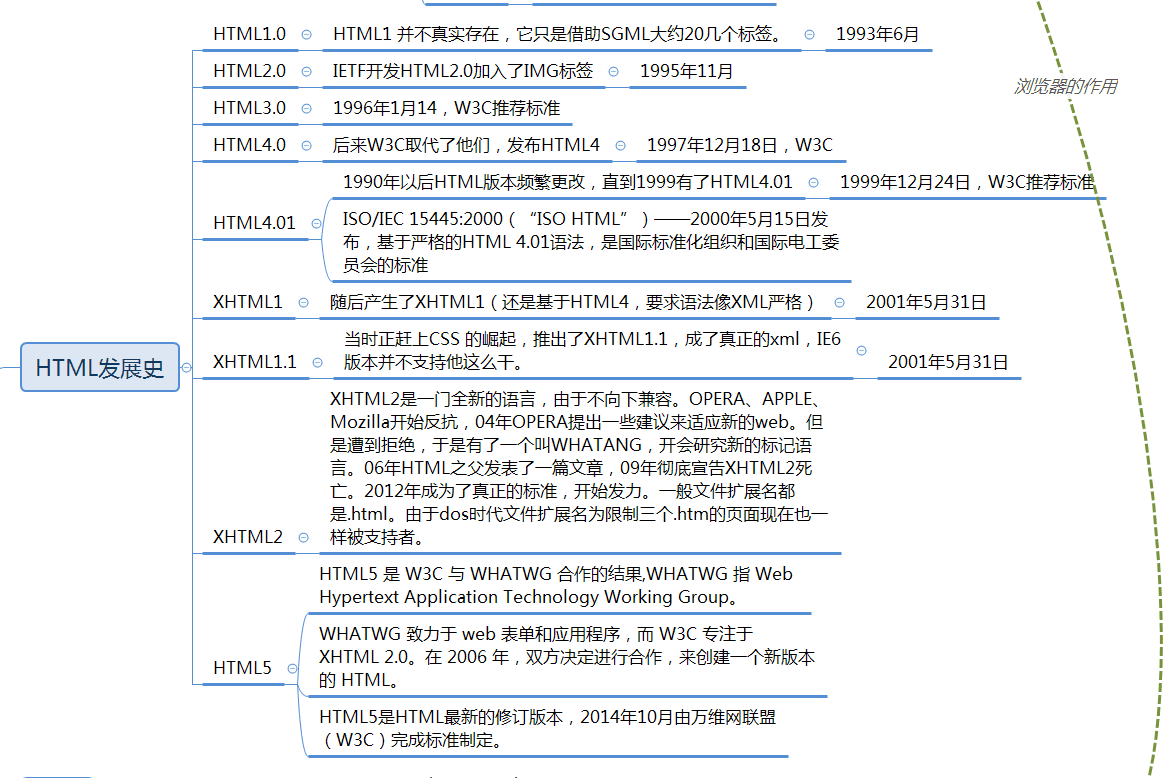 HTML1.0
HTML1 并不真实存在，它只是借助SGML大约20几个标签。
1993年6月
HTML2.0
IETF开发HTML2.0加入了IMG标签
1995年11月
浏览器的作用
HTML3.0
1996年1月14，W3C推荐标准
HTML4.0
后来W3C取代了他们，发布HTML4
1997年12月18日，W3C
HTML4.01
1990年以后HTML版本频繁更改，直到1999有了HTML4.01
1999年12月24日，W3C推荐标准
ISO/IEC 15445:2000（“ISO HTML”）——2000年5月15日发
布，基于严格的HTML 4.01语法，是国际标准化组织和国际电工委
员会的标准
XHTML1
随后产生了XHTML1（还是基于HTML4，要求语法像XML严格）
2001年5月31日
HTML发展史
XHTML1.1
当时正赶上CSS 的崛起，推出了XHTML1.1，成了真正的xml，IE6
版本并不支持他这么干。
2001年5月31日
XHTML2
XHTML2是一门全新的语言，由于不向下兼容。OPERA、APPLE、
Mozilla开始反抗，04年OPERA提出一些建议来适应新的web。但
是遭到拒绝，于是有了一个叫WHATANG，开会研究新的标记语
言。06年HTML之父发表了一篇文章，09年彻底宣告XHTML2死
亡。2012年成为了真正的标准，开始发力。一般文件扩展名都
是.html。由于dos时代文件扩展名为限制三个.htm的页面现在也一
样被支持者。
HTML5
HTML5 是 W3C 与 WHATWG 合作的结果,WHATWG 指 Web
Hypertext Application Technology Working Group。
WHATWG 致力于 web 表单和应用程序，而 W3C 专注于
XHTML 2.0。在 2006 年，双方决定进行合作，来创建一个新版本
的 HTML。
HTML5是HTML最新的修订版本，2014年10月由万维网联盟
（W3C）完成标准制定。